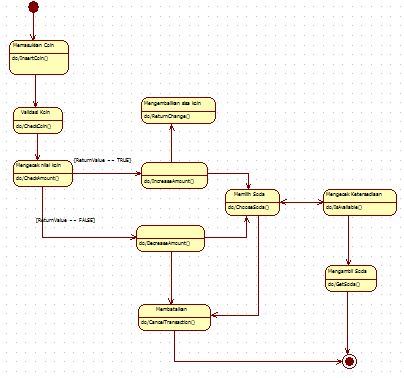 Memasukan Coin
do/InsertCoin()
Validasi Koin
do/CheckCoin()
Mengembalikan sisa koin
do/ReturnChange()
Mengecek nilai koin
do/CheckAmount()
[ReturnValue == TRUE]
do/IncreaseAmount()
Memilih Soda
do/ChooseSoda()
Mengecek Ketersediaan
do/IsAvailable()
[ReturnValue == FALSE]
do/DecreaseAmount()
Mengambil Soda
do/GetSoda()
Membatalkan
do/CancelTransaction()